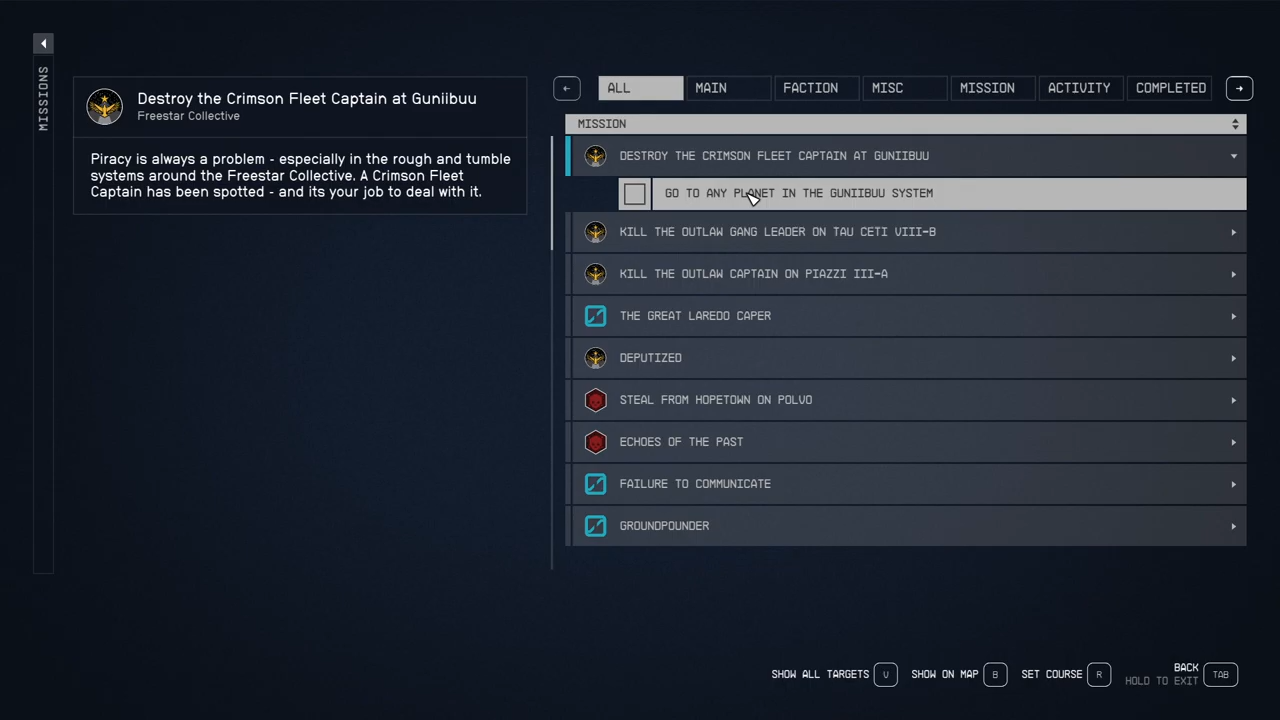 MISSIONS
Destroy the Crimson Fleet Captain at Guniibuu
Freestar Collective
Piracy is always a problem - especially in the rough and tumble
systems around the Freestar Collective. A Crimson Fleet
Captain has been spotted - and its your job to deal with it.
ALL
MAIN
FACTION
MISC
MISSION
ACTIVITY
COMPLETED
MISSION
DESTROY THE CRIMSON FLEET CAPTAIN AT GUNIIBUU
GO TO ANY PLANET IN THE GUNIIBUU SYSTEM
KILL THE OUTLAW GANG LEADER ON TAU CETI VIII-B
KILL THE OUTLAW CAPTAIN ON PIAZZI III-A
THE GREAT LAREDO CAPER
DEPUTIZED
STEAL FROM HOPETOWN ON POLVO
ECHOES OF THE PAST
FAILURE TO COMMUNICATE
GROUNDPOUNDER
SHOW ALL TARGETS V
SHOW ON MAP B
SET COURSE R
BACK
HOLD TO EXIT
TAB